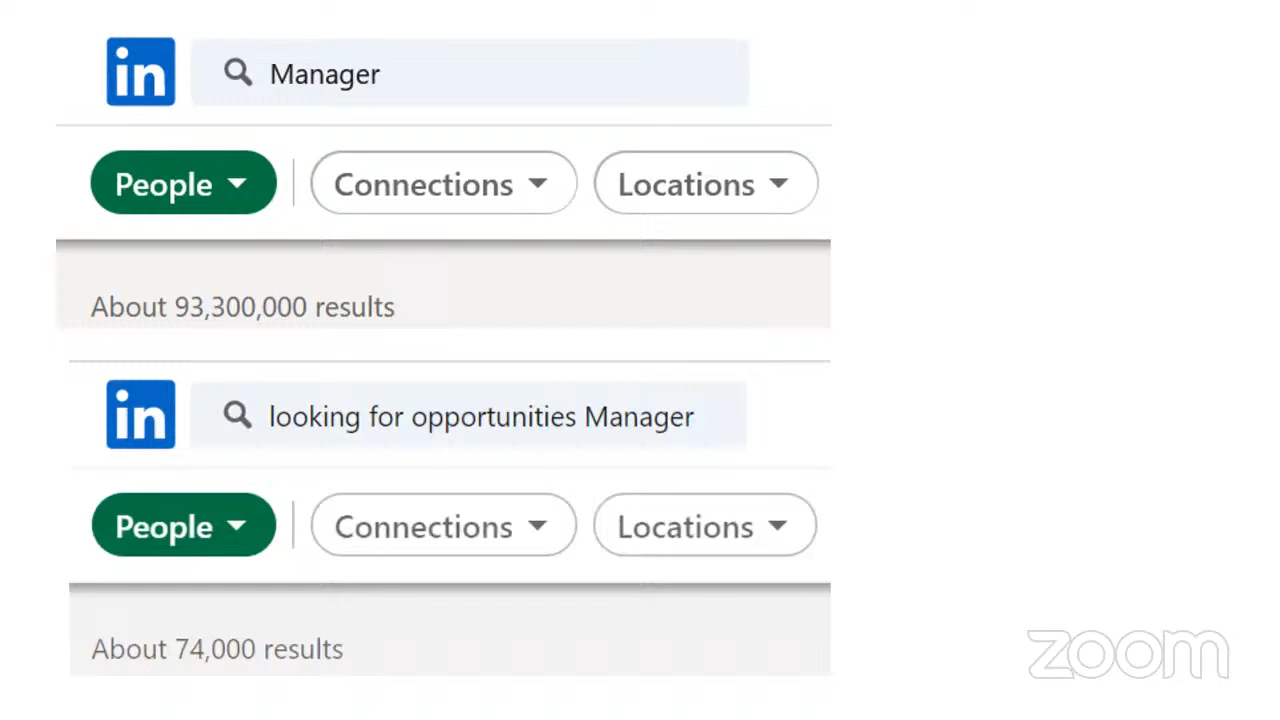 in Manager
People Connections Locations
About 93,300,000 results
in looking for opportunities Manager
People Connections Locations
About 74,000 results
zoom